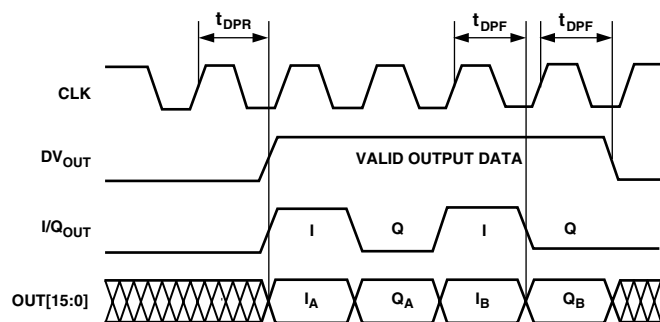 tDPR tDPF tDPF
CLK
DVOUT VALID OUTPUT DATA
I/QOUT I Q I Q
OUT[15:0] IA QA IB QB